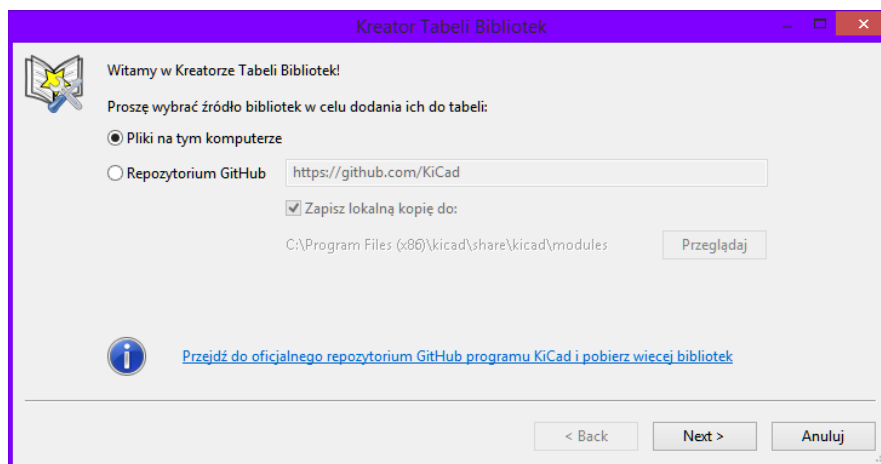 Kreator Tabeli Bibliotek
Witamy w Kreatorze Tabeli Bibliotek!
Proszę wybrać źródło bibliotek w celu dodania ich do tabeli:
Pliki na tym komputerze
Repozytorium GitHub https://github.com/KiCad
Zapisz lokalną kopię do:
C:\Program Files (x86)\kicad\share\kicad\modules Przeglądaj
Przejdź do oficjalnego repozytorium GitHub programu KiCad i pobierz wiecej bibliotek
< Back Next > Anuluj